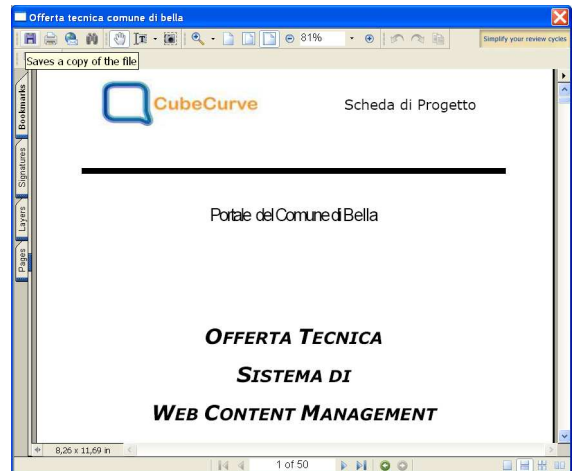 Offerta tecnica comune di bella
81%
Simplify your review cycles
Saves a copy of the file
Bookmarks
Signatures
Layers
Pages
CubeCurve
Scheda di Progetto
Portale del Comune di Bella
OFFERTA TECNICA
SISTEMA DI
WEB CONTENT MANAGEMENT
8,26 x 11,69 in
1 of 50